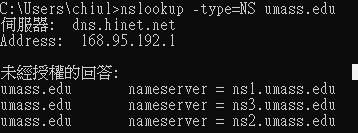 C:\Users\chiul>nslookup -type=NS umass.edu
伺服器:  dns.hinet.net
Address:  168.95.192.1

未經授權的回答:
umass.edu       nameserver = ns1.umass.edu
umass.edu       nameserver = ns3.umass.edu
umass.edu       nameserver = ns2.umass.edu